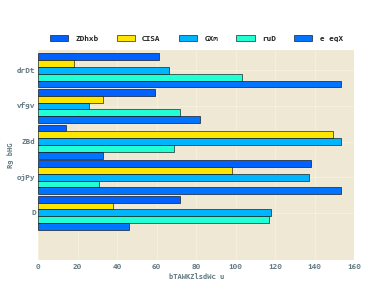 ZDhxb CISA GXm ruD e eqX
Rg bHG
drDt
vfgv
ZBd
ojPy
D
0 20 40 60 80 100 120 140 160
bTAWKZlsdWc u